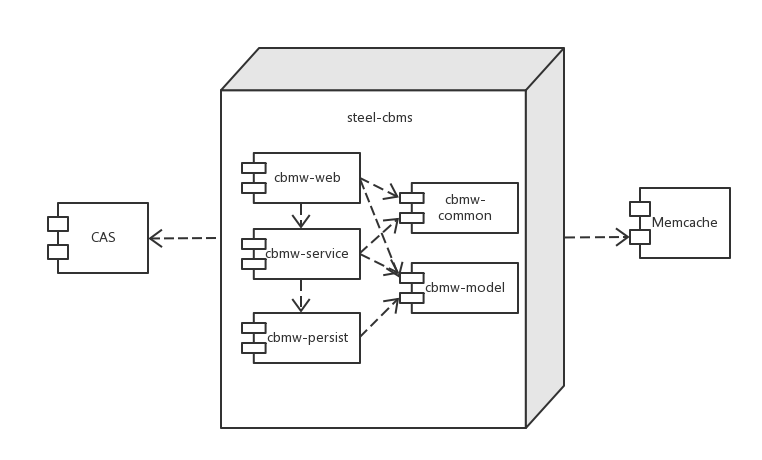 steel-cbms
cbmw-web
cbmw-
common
CAS
Memcache
cbmw-service
cbmw-model
cbmw-persist